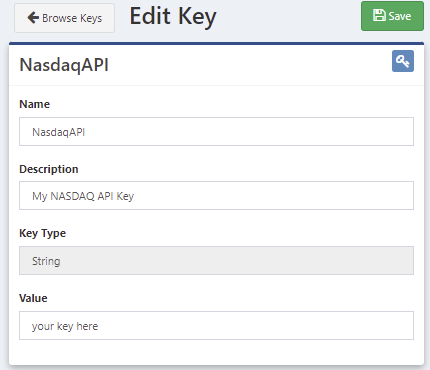 Browse Keys
Edit Key
Save
NasdaqAPI
Name
NasdaqAPI
Description
My NASDAQ API Key
Key Type
String
Value
your key here